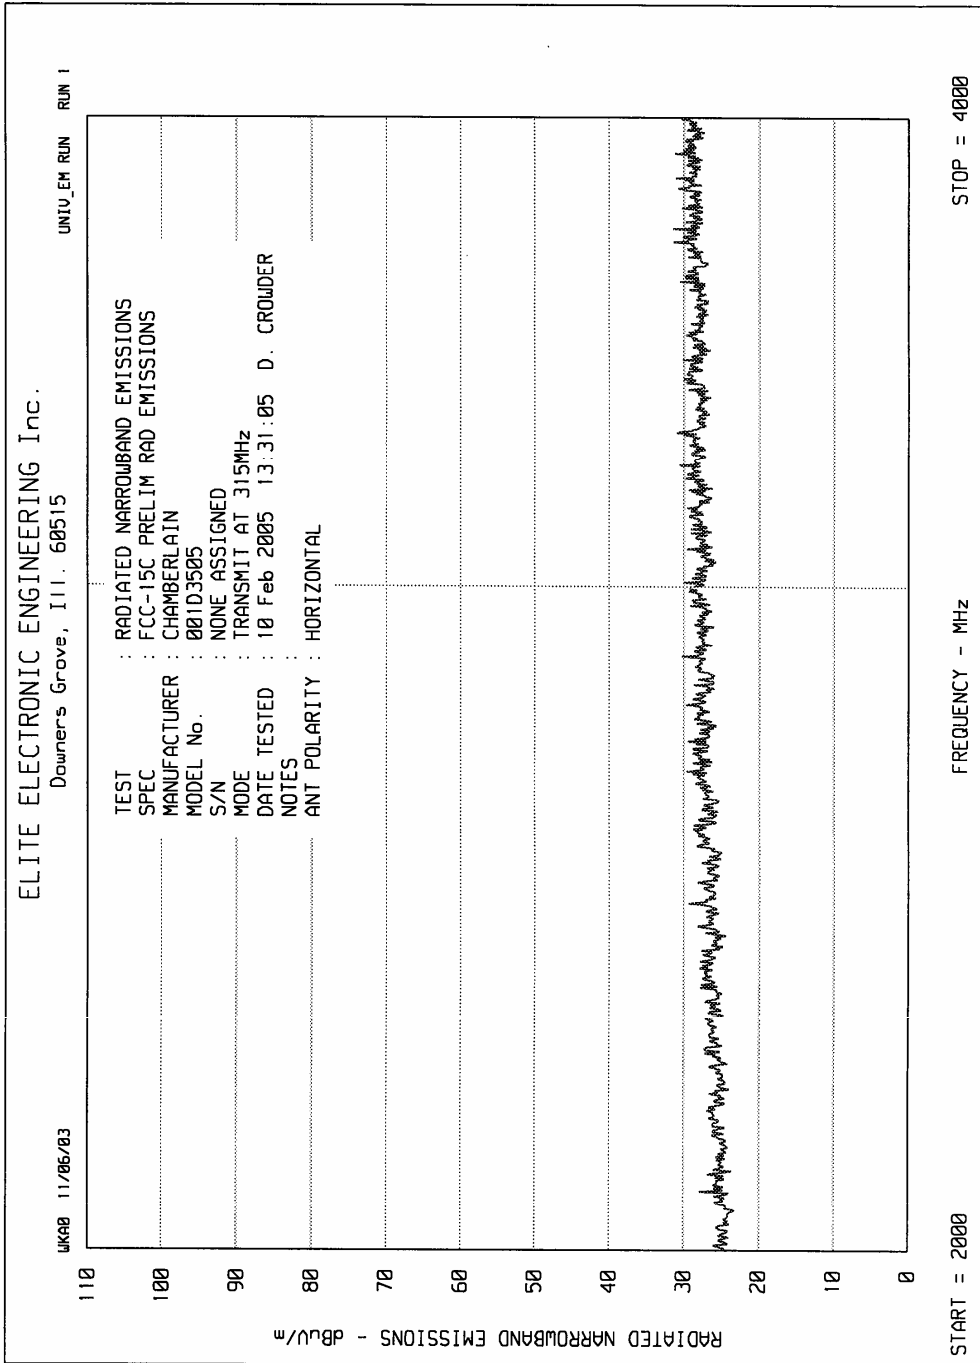 ELITE ELECTRONIC ENGINEERING Inc.
Downers Grove, Ill. 60515
WKA0 11/06/03
UNIV_EM RUN RUN 1
TEST : RADIATED NARROWBAND EMISSIONS
SPEC : FCC-15C PRELIM RAD EMISSIONS
MANUFACTURER : CHAMBERLAIN
MODEL No. : 001D3505
S/N : NONE ASSIGNED
MODE : TRANSMIT AT 315MHz
DATE TESTED : 10 Feb 2005 13:31:05 D. CROWDER
NOTES :
ANT POLARITY : HORIZONTAL
RADIATED NARROWBAND EMISSIONS - dBuV/m
110
100
90
80
70
60
50
40
30
20
10
0
START = 2000
FREQUENCY - MHz
STOP = 4000